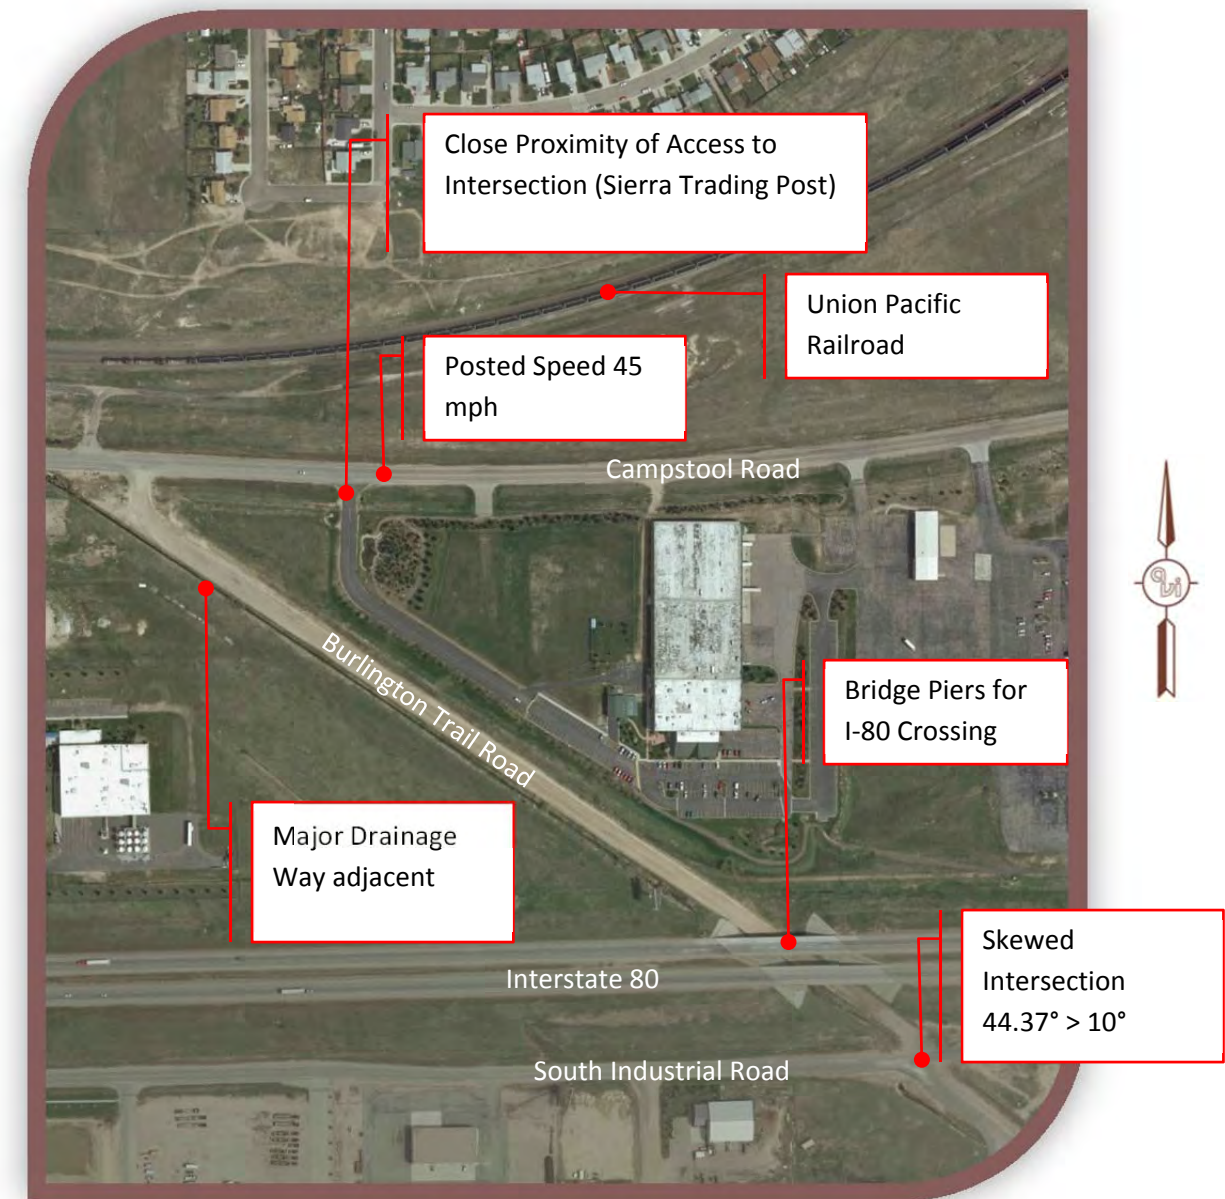 Close Proximity of Access to
Intersection (Sierra Trading Post)
Union Pacific
Railroad
Posted Speed 45
mph
Campstool Road
Burlington Trail Road
Bridge Piers for
I-80 Crossing
Major Drainage
Way adjacent
Skewed
Intersection
44.37° > 10°
Interstate 80
South Industrial Road